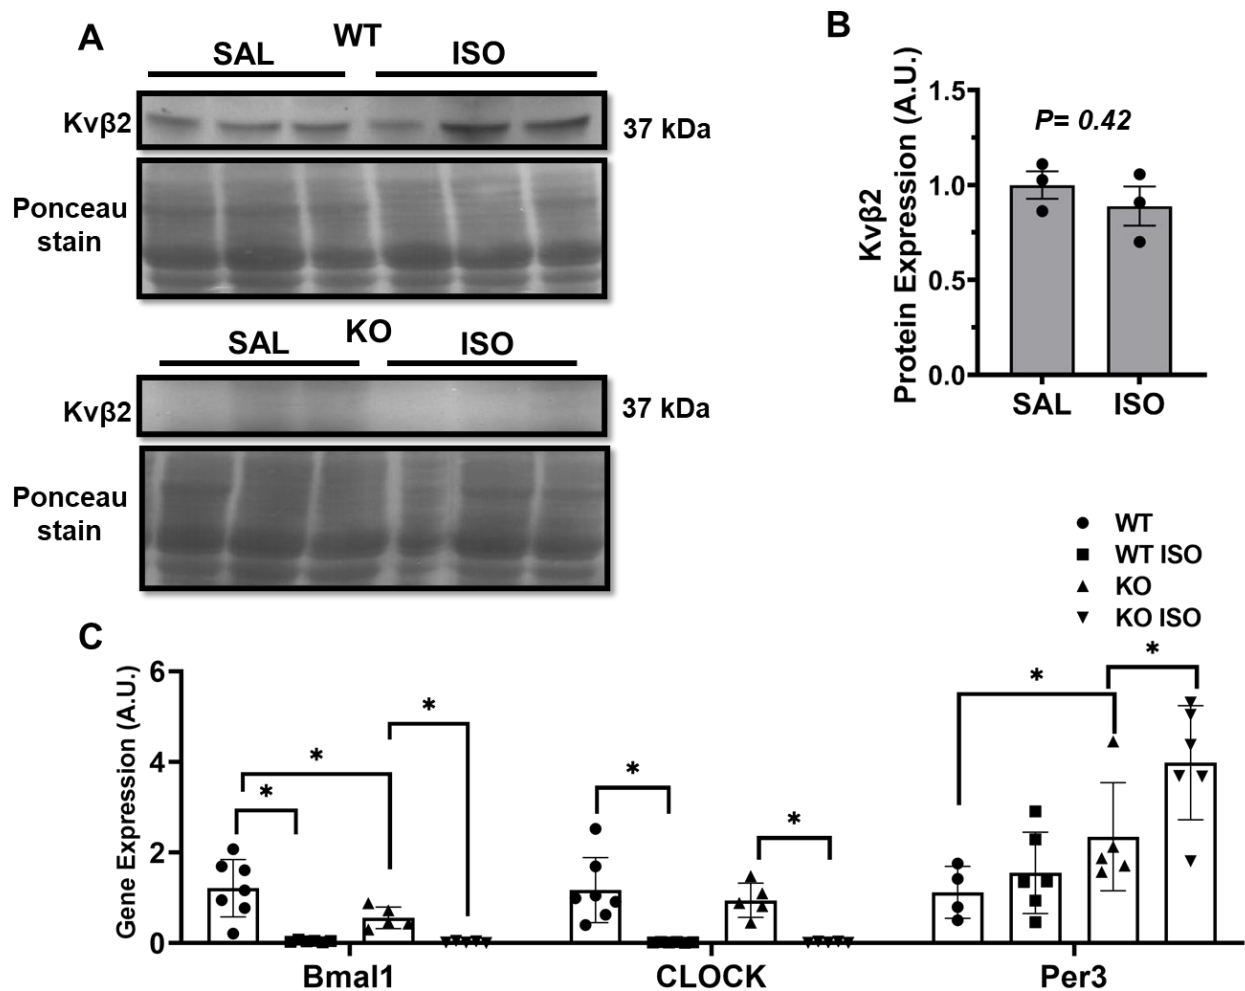 A
WT
SAL
ISO
Kvβ2
37 kDa
Ponceau
stain
KO
SAL
ISO
Kvβ2
37 kDa
Ponceau
stain
B
Kvβ2
Protein Expression (A.U.)
1.5
1.0
0.5
0.0
P= 0.42
SAL
ISO
C
WT
WT ISO
KO
KO ISO
Gene Expression (A.U.)
6
4
2
0
*
*
*
*
*
*
*
Bmal1
CLOCK
Per3